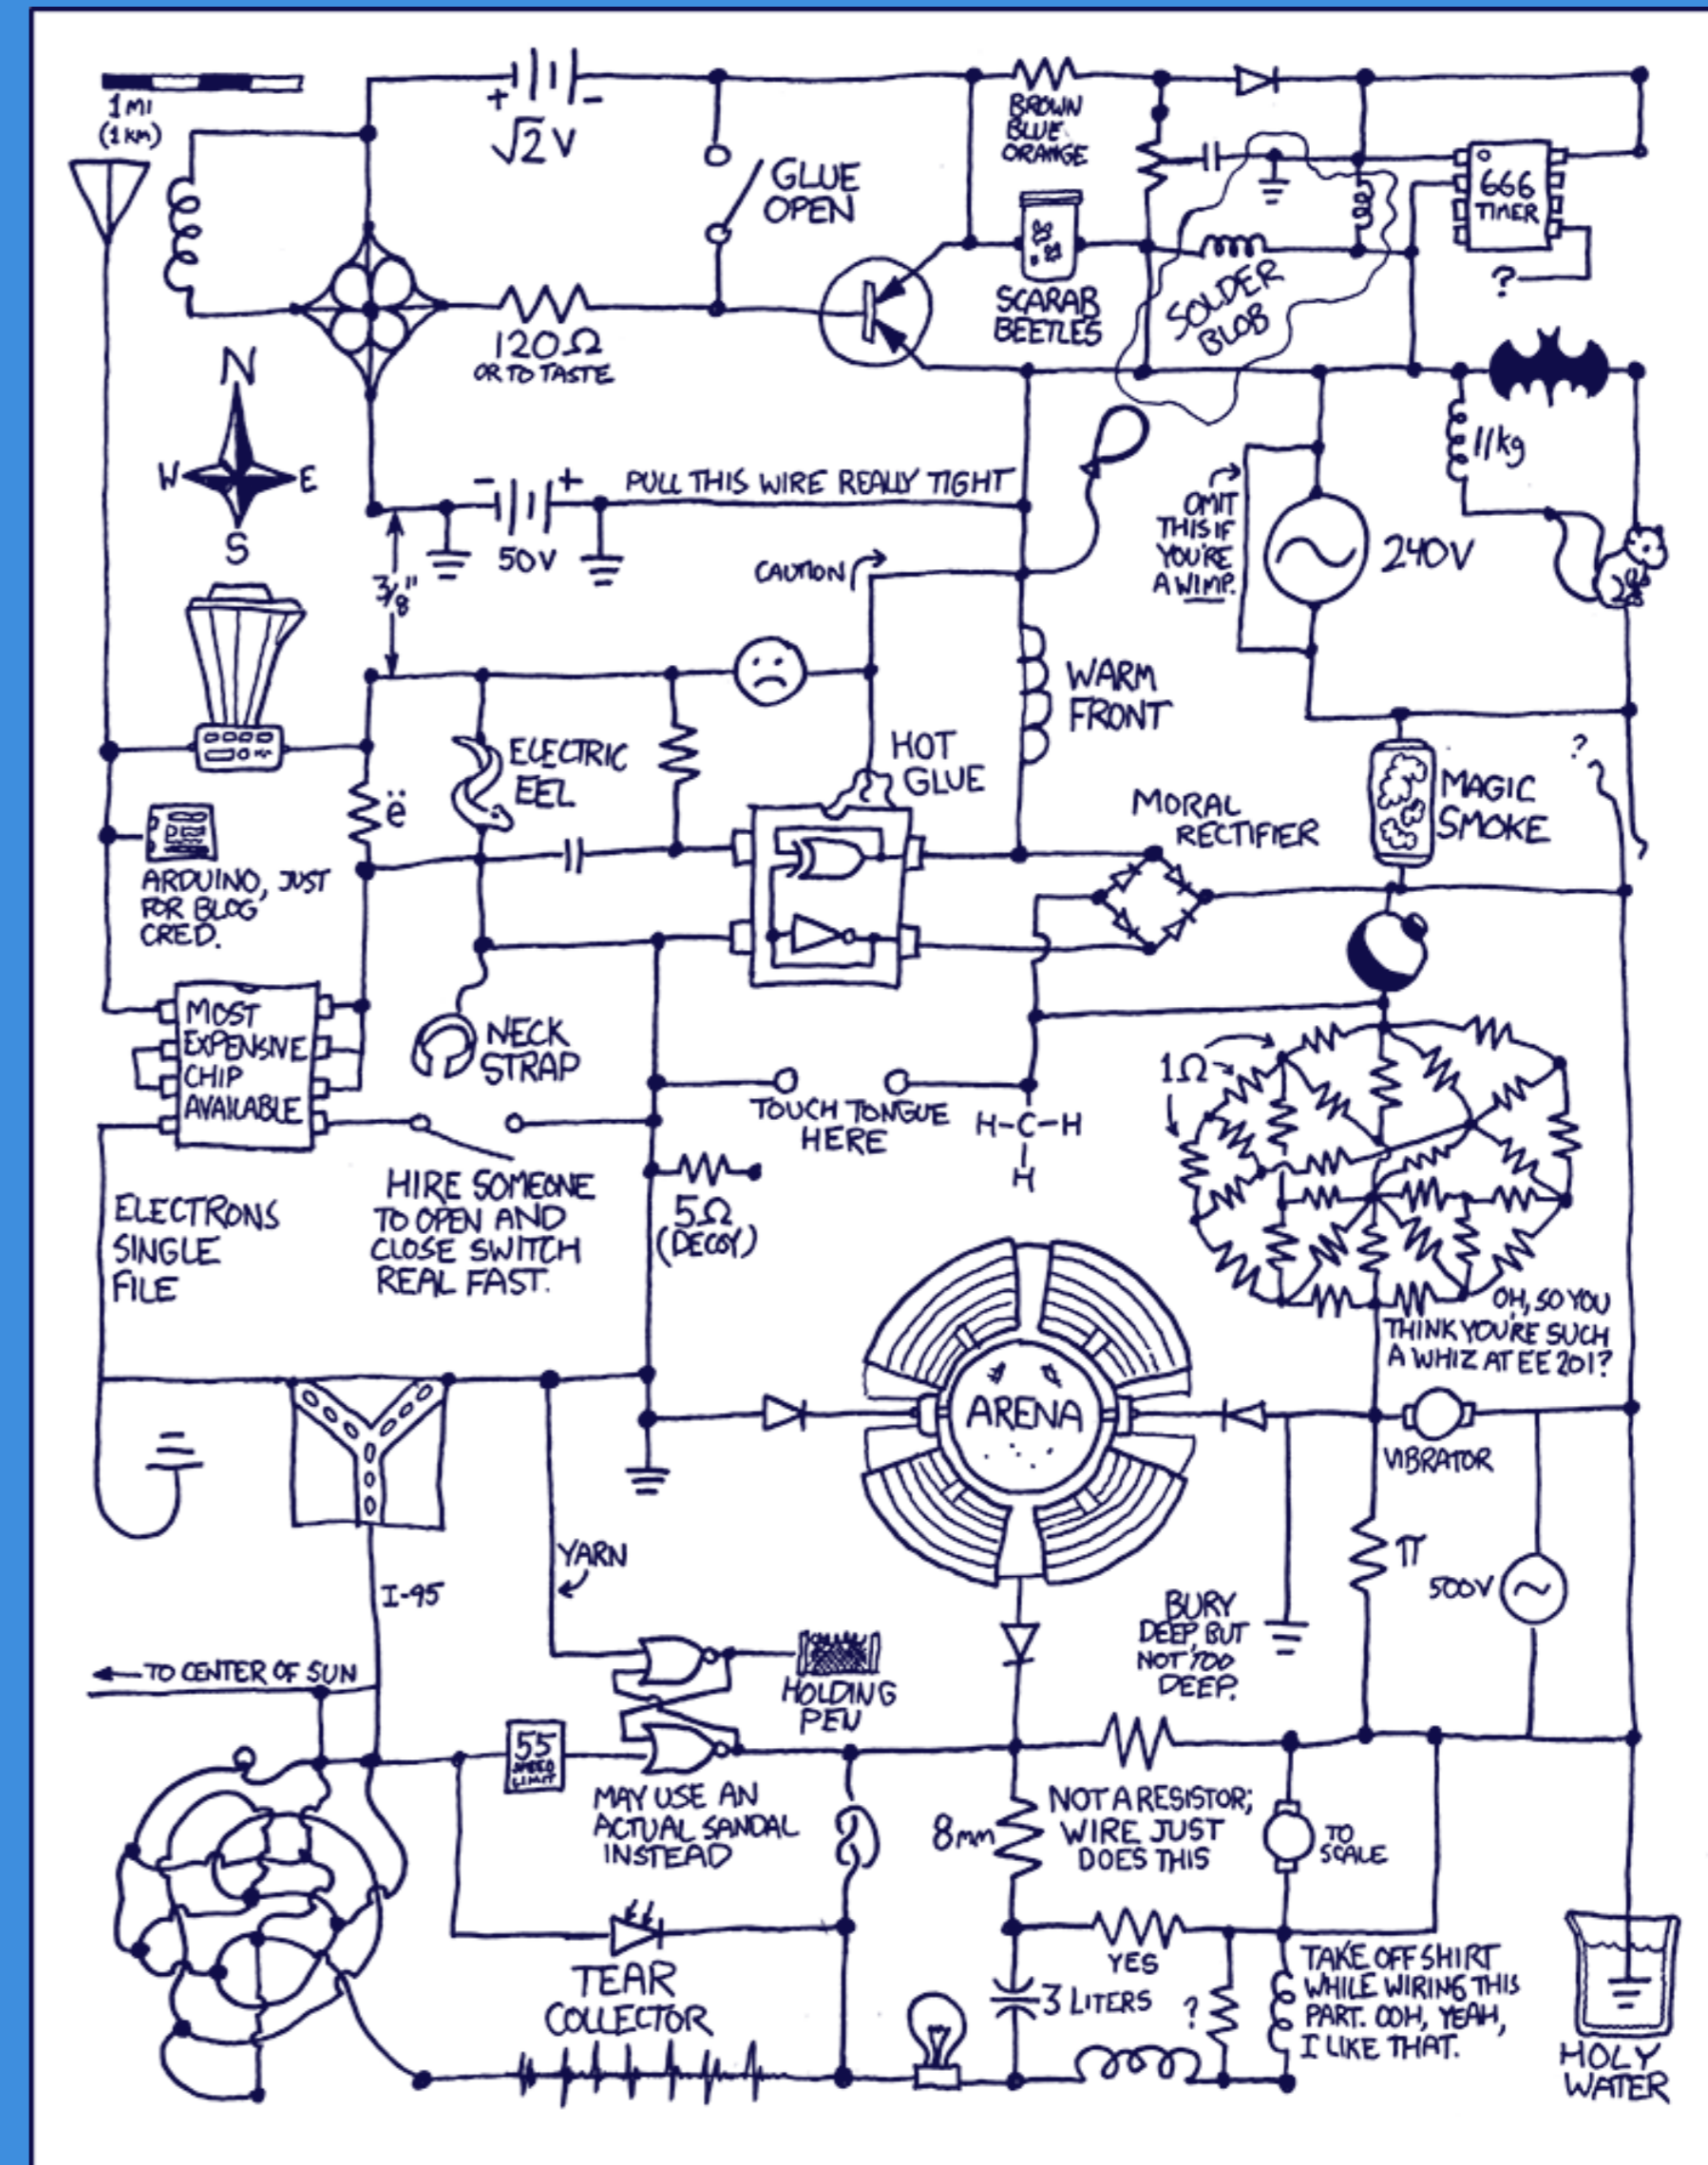 1 MI
(1 km)
+
-
√2 V
GLUE
OPEN
BROWN
BLUE
ORANGE
666
TIMER
?
SCARAB
BEETLES
SOLDER
BLOB
120Ω
OR TO TASTE
N
W
E
S
11 kg
-
+
50V
PULL THIS WIRE REALLY TIGHT
OMIT
THIS IF
YOU'RE
A WIMP.
240V
CAUTION
3/8"
WARM
FRONT
ELECTRIC
EEL
HOT
GLUE
ë
MORAL
RECTIFIER
MAGIC
SMOKE
?
ARDUINO, JUST
FOR BLOG
CRED.
MOST
EXPENSIVE
CHIP
AVAILABLE
NECK
STRAP
TOUCH TONGUE
HERE
H-C-H
H
1Ω
HIRE SOMEONE
TO OPEN AND
CLOSE SWITCH
REAL FAST.
5Ω
(DECOY)
ELECTRONS
SINGLE
FILE
OH, SO YOU
THINK YOU'RE SUCH
A WHIZ AT EE 201?
ARENA
VIBRATOR
π
500V
YARN
I-95
BURY
DEEP, BUT
NOT TOO
DEEP.
TO CENTER OF SUN
HOLDING
PEN
55
SPEED
LIMIT
MAY USE AN
ACTUAL SANDAL
INSTEAD
8mm
NOT A RESISTOR;
WIRE JUST
DOES THIS
TO
SCALE
YES
TEAR
COLLECTOR
3 LITERS
?
TAKE OFF SHIRT
WHILE WIRING THIS
PART. OOH, YEAH,
I LIKE THAT.
HOLY
WATER